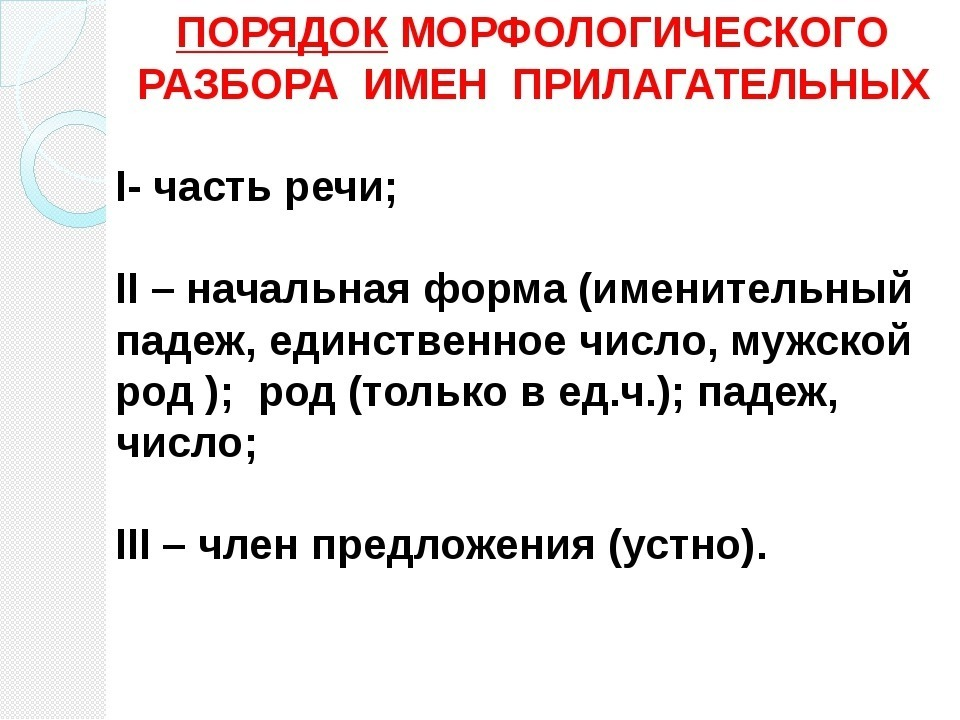 ПОРЯДОК МОРФОЛОГИЧЕСКОГО
РАЗБОРА ИМЕН ПРИЛАГАТЕЛЬНЫХ
I- часть речи;
II – начальная форма (именительный
падеж, единственное число, мужской
род ); род (только в ед.ч.); падеж,
число;
III – член предложения (устно).